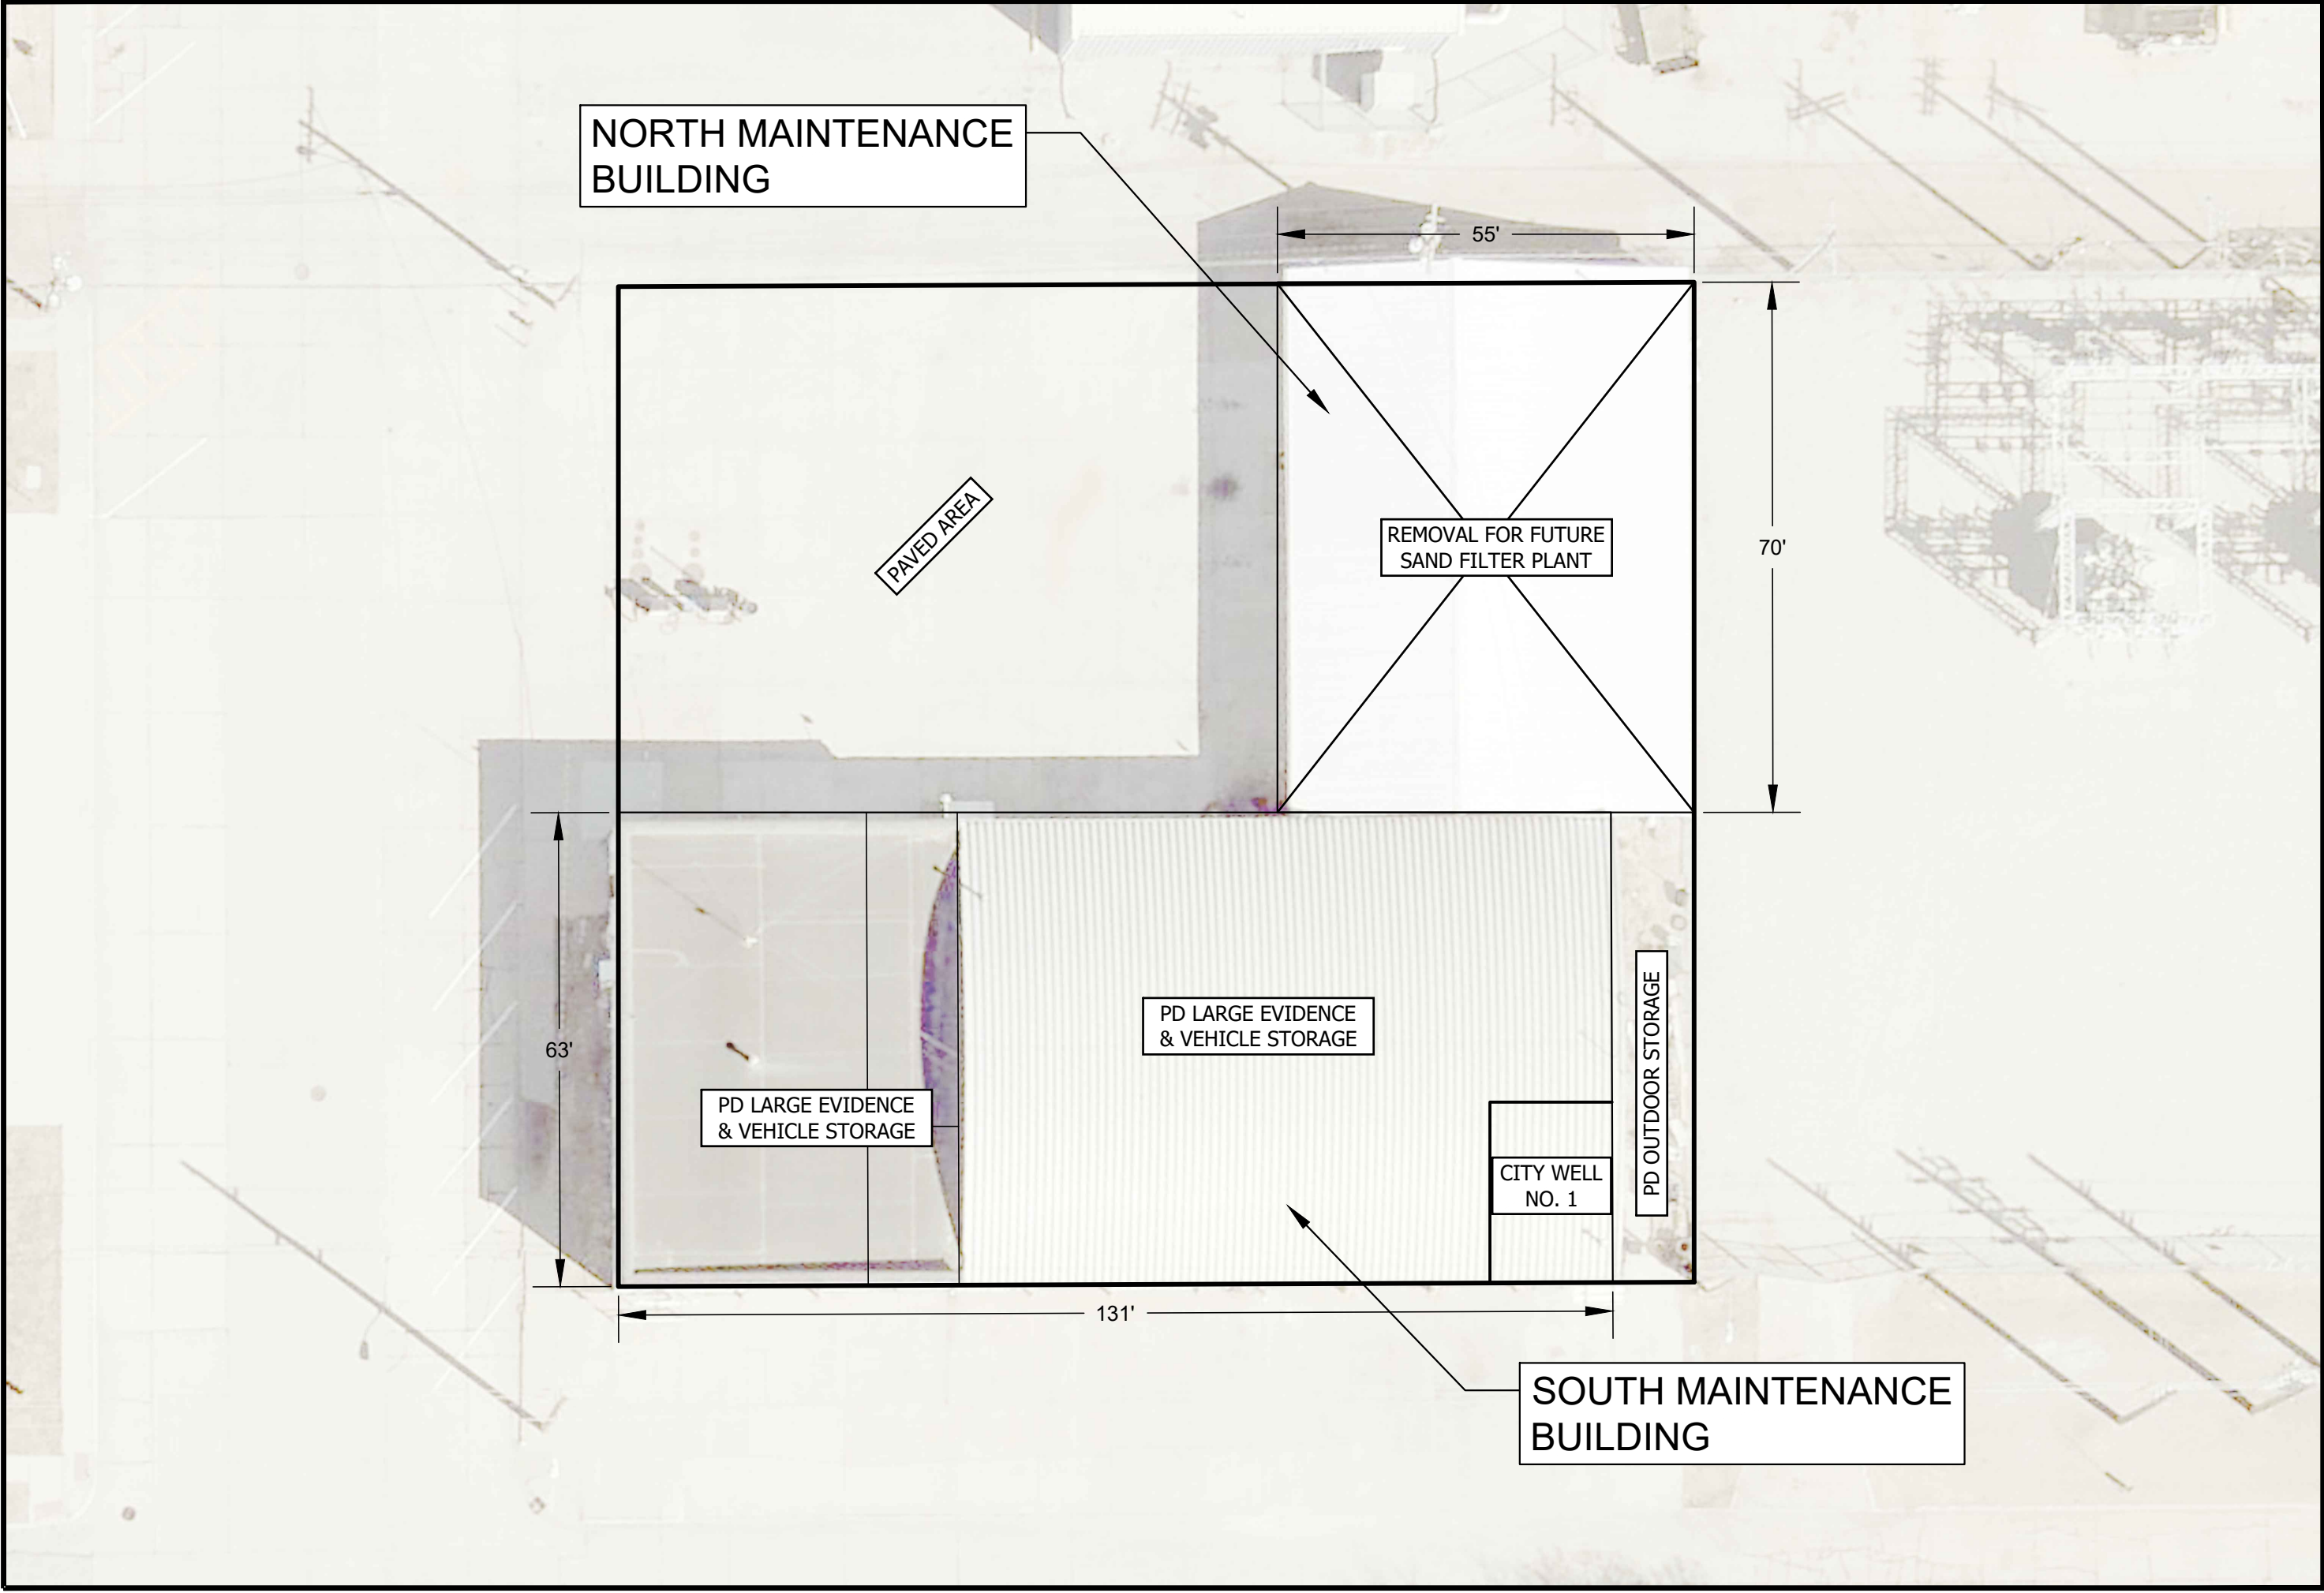 NORTH MAINTENANCE
BUILDING
55'
REMOVAL FOR FUTURE
SAND FILTER PLANT
70'
PAVED AREA
63'
PD LARGE EVIDENCE
& VEHICLE STORAGE
PD LARGE EVIDENCE
& VEHICLE STORAGE
CITY WELL
NO. 1
PD OUTDOOR STORAGE
131'
SOUTH MAINTENANCE
BUILDING